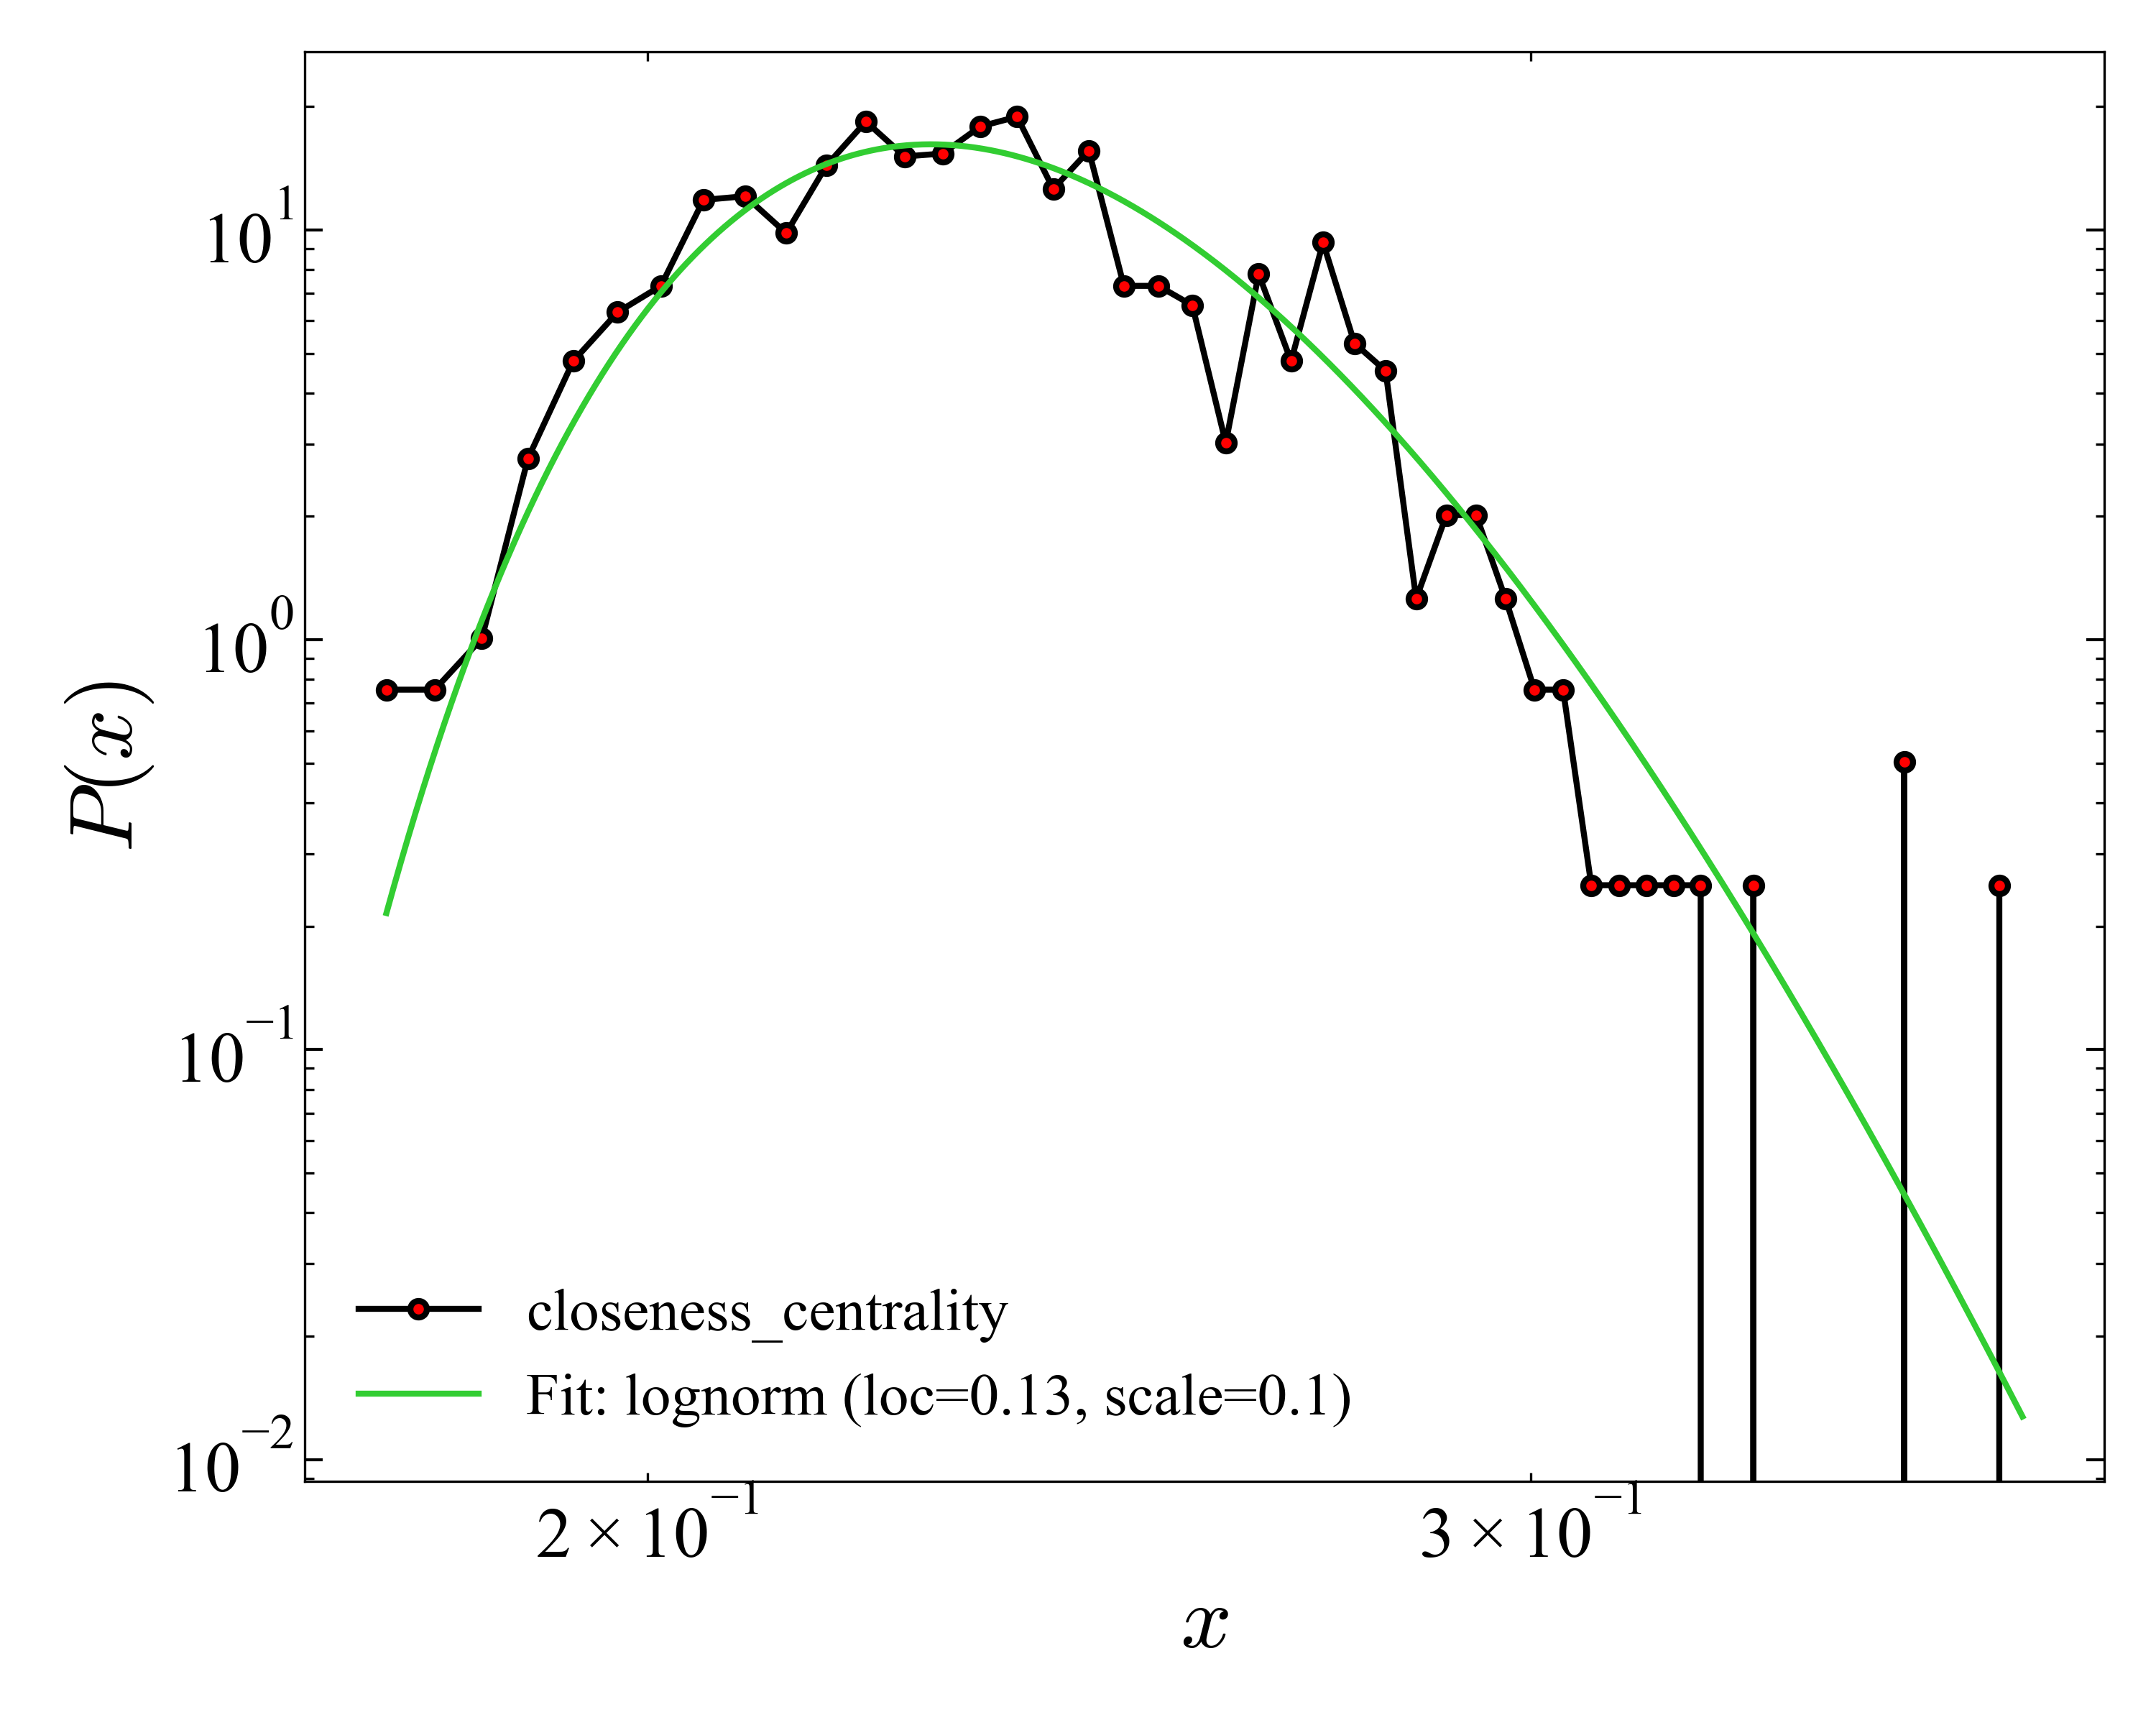 P(x)
10^1
10^0
10^−1
10^−2
closeness_centrality
Fit: lognorm (loc=0.13, scale=0.1)
2 × 10^−1
3 × 10^−1
x